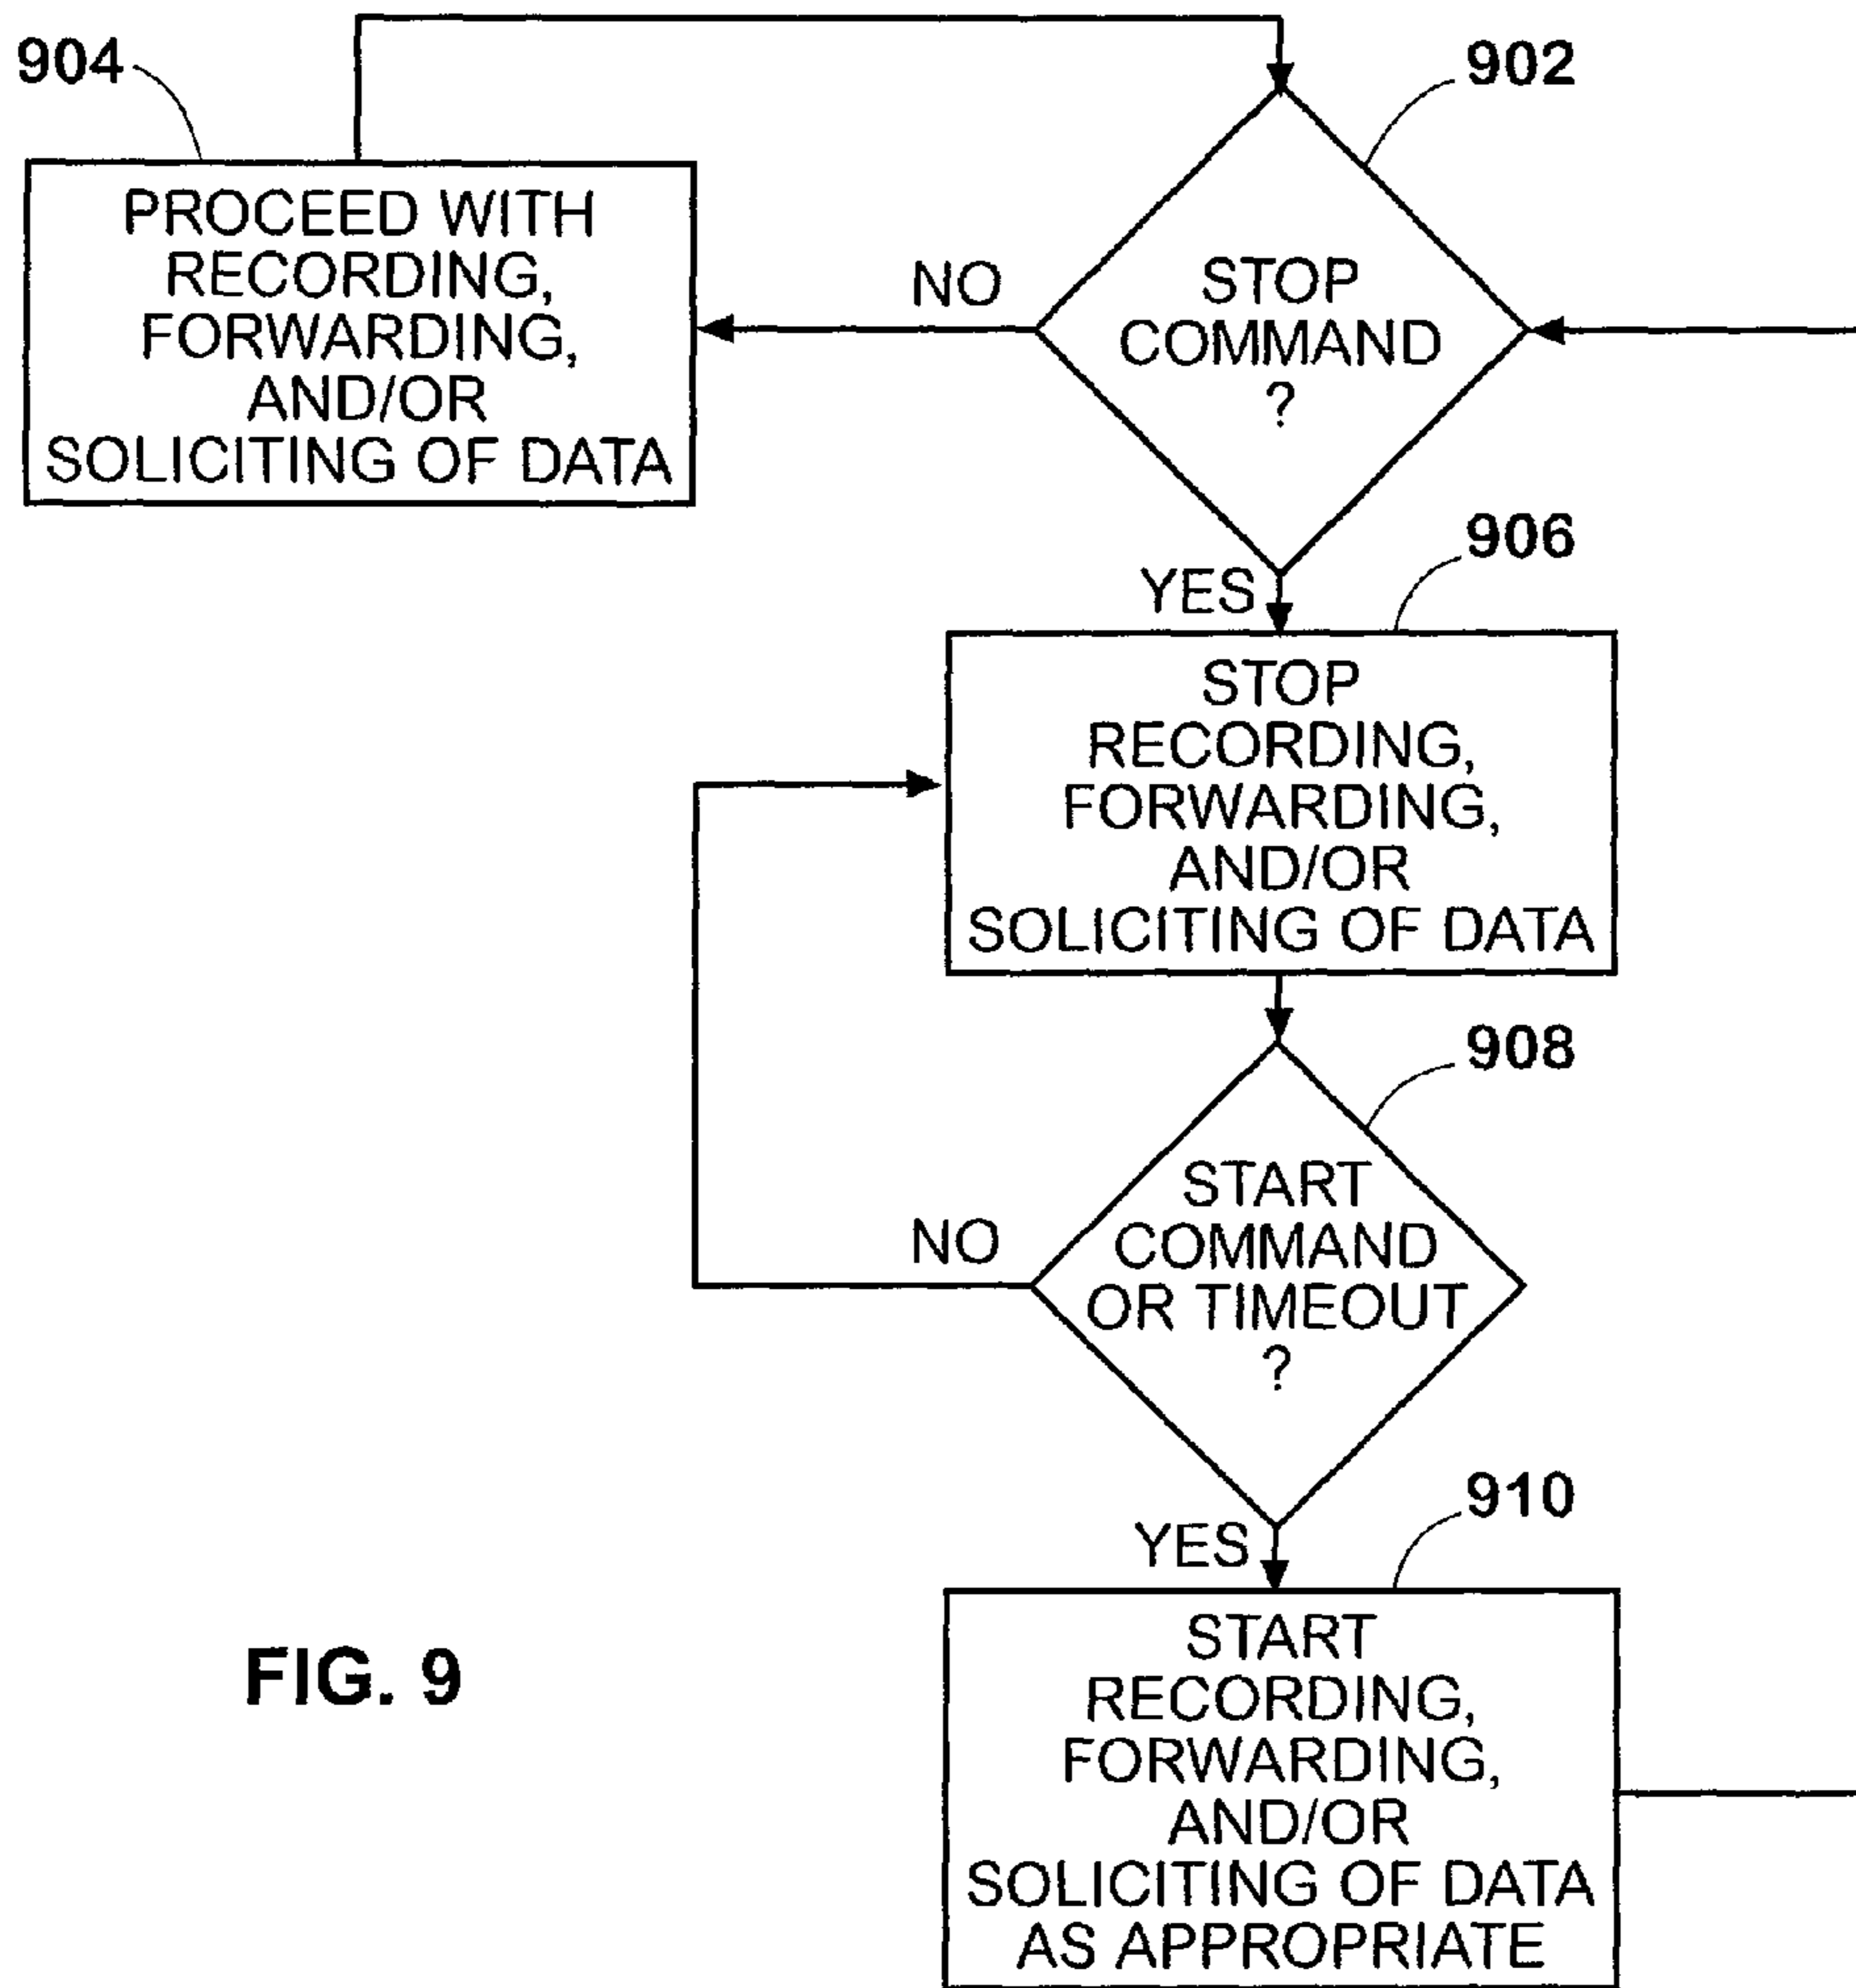 904
902
PROCEED WITH
RECORDING,
FORWARDING,
AND/OR
SOLICITING OF DATA
NO
STOP
COMMAND
?
906
YES
STOP
RECORDING,
FORWARDING,
AND/OR
SOLICITING OF DATA
908
NO
START
COMMAND
OR TIMEOUT
?
910
YES
START
RECORDING,
FORWARDING,
AND/OR
SOLICITING OF DATA
AS APPROPRIATE
FIG. 9